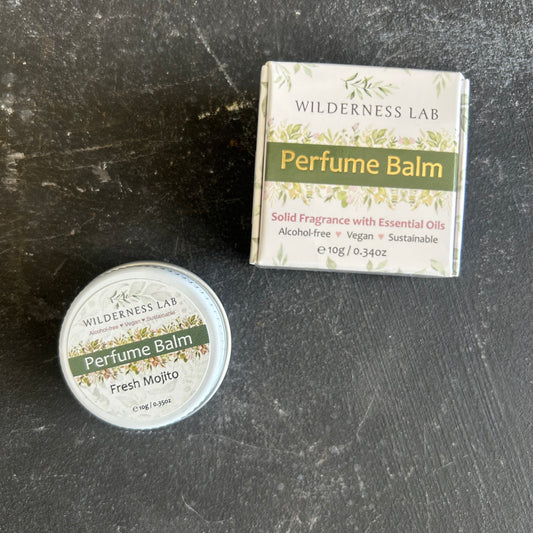 WILDERNESS LAB
Perfume Balm
Solid Fragrance with Essential Oils
Alcohol-free ♥ Vegan ♥ Sustainable
℮ 10g / 0.34oz
WILDERNESS LAB
Alcohol-free ♥ Vegan ♥ Sustainable
Perfume Balm
Fresh Mojito
℮ 10g / 0.35oz